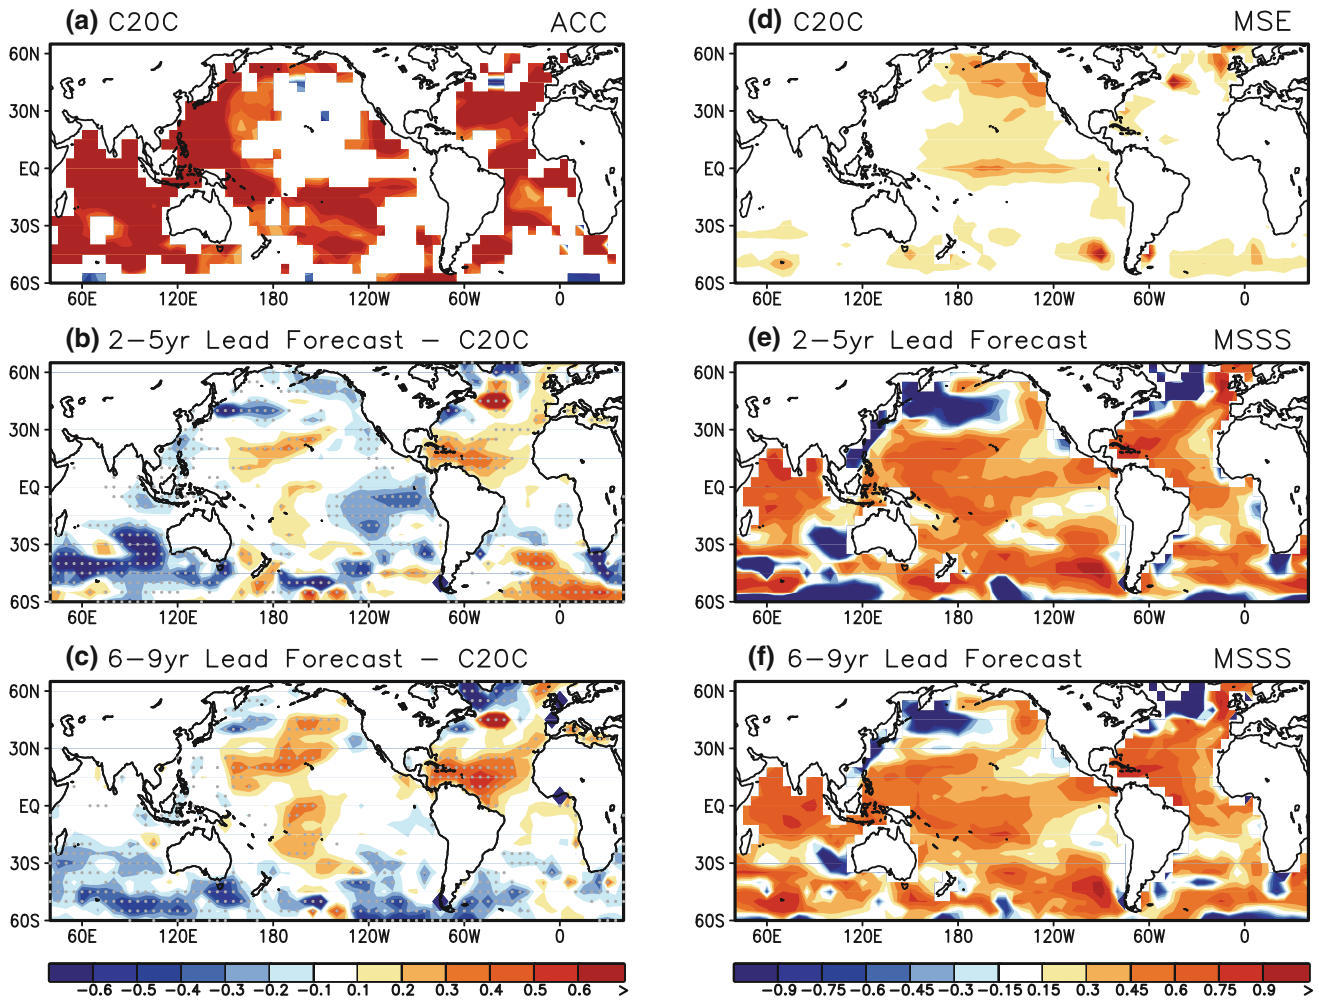 (a) C20C ACC
60N
30N
EQ
30S
60S
60E 120E 180 120W 60W 0
(d) C20C MSE
60N
30N
EQ
30S
60S
60E 120E 180 120W 60W 0
(b) 2-5yr Lead Forecast - C20C
60N
30N
EQ
30S
60S
60E 120E 180 120W 60W 0
(e) 2-5yr Lead Forecast MSSS
60N
30N
EQ
30S
60S
60E 120E 180 120W 60W 0
(c) 6-9yr Lead Forecast - C20C
60N
30N
EQ
30S
60S
60E 120E 180 120W 60W 0
(f) 6-9yr Lead Forecast MSSS
60N
30N
EQ
30S
60S
60E 120E 180 120W 60W 0
-0.6 -0.5 -0.4 -0.3 -0.2 -0.1 0.1 0.2 0.3 0.4 0.5 0.6 >
-0.9 -0.75 -0.6 -0.45 -0.3 -0.15 0.15 0.3 0.45 0.6 0.75 0.9 >